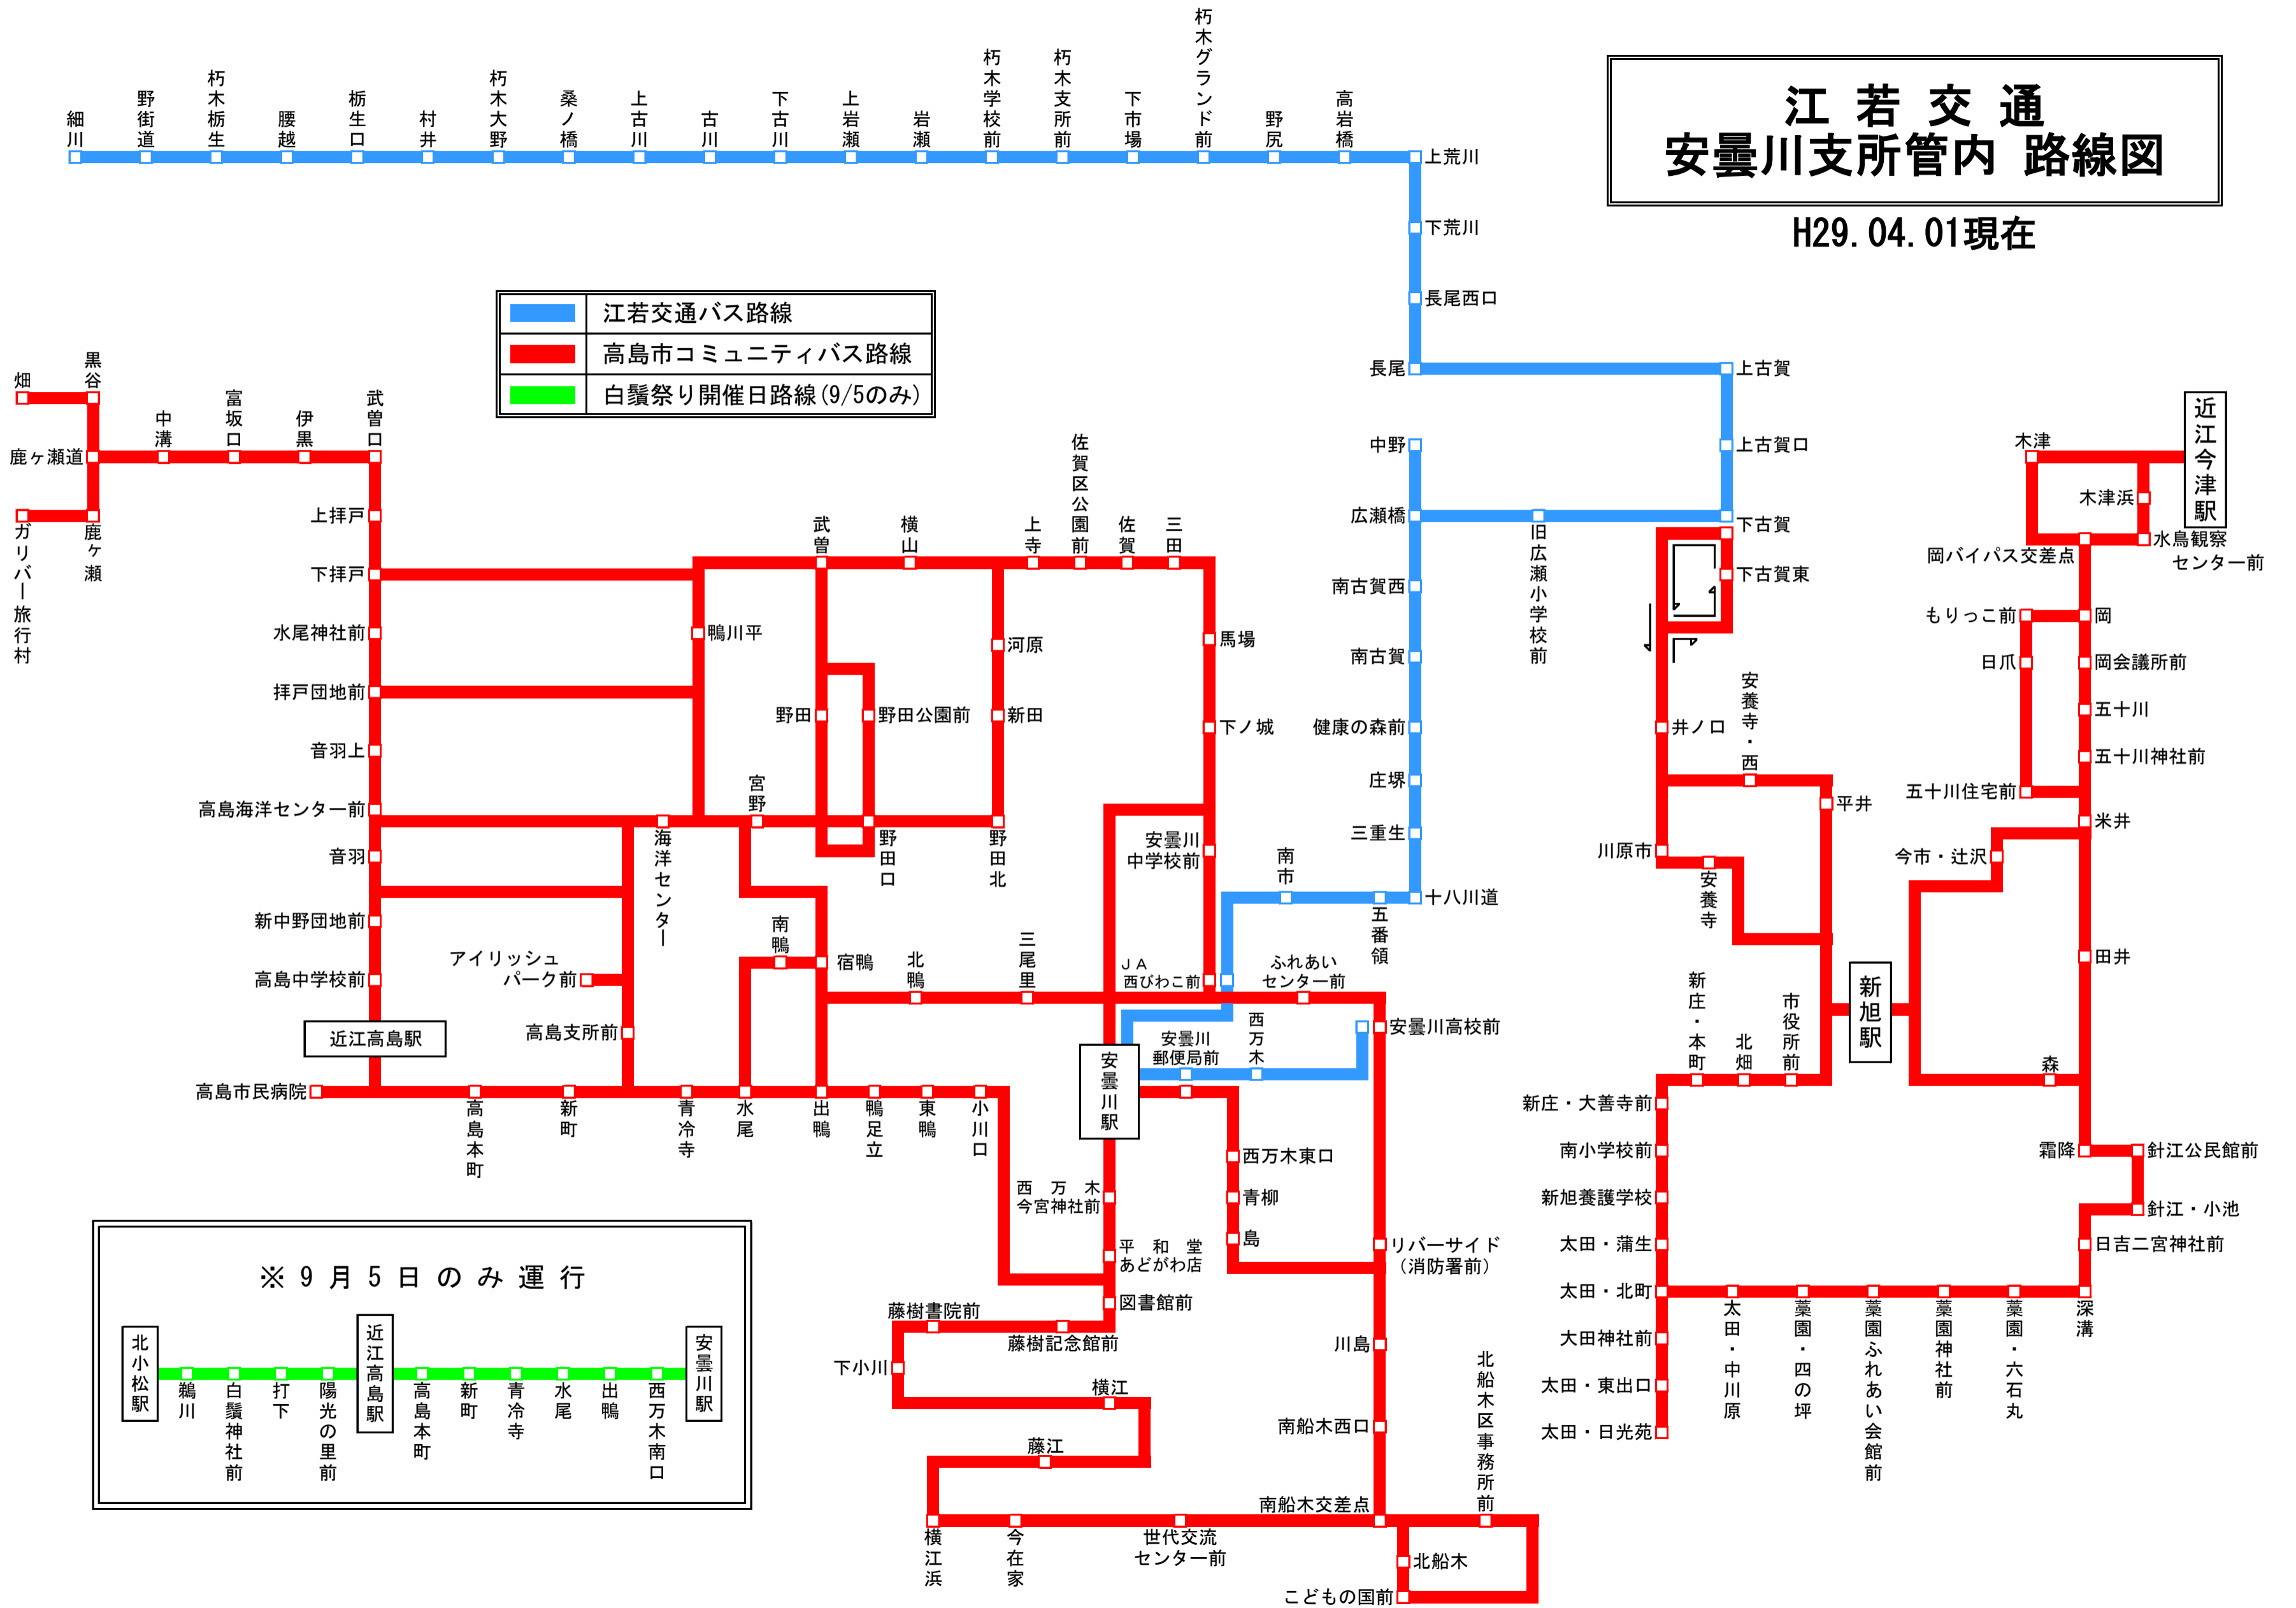 江若交通
安曇川支所管内 路線図
H29.04.01現在
細川
野街道
朽木栃生
腰越
栃生口
村井
朽木大野
桑ノ橋
上古川
古川
下古川
上岩瀬
岩瀬
朽木学校前
朽木支所前
下市場
朽木グランド前
野尻
高岩橋
上荒川
下荒川
長尾西口
長尾
上古賀
上古賀口
下古賀
中野
広瀬橋
旧広瀬小学校前
南古賀西
南古賀
健康の森前
庄堺
三重生
十八川道
五番領
南市
江若交通バス路線
高島市コミュニティバス路線
白鬚祭り開催日路線(9/5のみ)
畑
黒谷
鹿ヶ瀬道
ガリバー旅行村
鹿ヶ瀬
中溝
富坂口
伊黒
武曽口
上拝戸
下拝戸
水尾神社前
拝戸団地前
音羽上
高島海洋センター前
音羽
新中野団地前
高島中学校前
近江高島駅
高島市民病院
高島本町
新町
青冷寺
水尾
出鴨
鴨足立
東鴨
小川口
アイリッシュ
パーク前
高島支所前
海洋センター
宮野
鴨川平
武曽
横山
上寺
佐賀区公園前
佐賀
三田
野田
野田公園前
河原
新田
野田口
野田北
馬場
下ノ城
安曇川
中学校前
南鴨
宿鴨
北鴨
三尾里
JA
西びわこ前
ふれあい
センター前
安曇川高校前
安曇川
郵便局前
西万木
安曇川駅
西万木
今宮神社前
平和堂
あどがわ店
図書館前
西万木東口
青柳
島
リバーサイド
(消防署前)
川島
南船木西口
南船木交差点
北船木区事務所前
北船木
こどもの国前
藤樹書院前
藤樹記念館前
下小川
横江
藤江
横江浜
今在家
世代交流
センター前
下古賀東
井ノ口
安養寺・西
平井
川原市
安養寺
新庄・本町
北畑
市役所前
新旭駅
新庄・大善寺前
南小学校前
新旭養護学校
太田・蒲生
太田・北町
大田神社前
太田・東出口
太田・日光苑
太田・中川原
藁園・四の坪
藁園ふれあい会館前
藁園神社前
藁園・六石丸
深溝
日吉二宮神社前
針江・小池
針江公民館前
霜降
森
田井
今市・辻沢
米井
五十川住宅前
五十川神社前
五十川
岡会議所前
日爪
もりっこ前
岡
岡バイパス交差点
水鳥観察
センター前
木津浜
木津
近江今津駅
※9月5日のみ運行
北小松駅
鵜川
白鬚神社前
打下
陽光の里前
近江高島駅
高島本町
新町
青冷寺
水尾
出鴨
西万木南口
安曇川駅